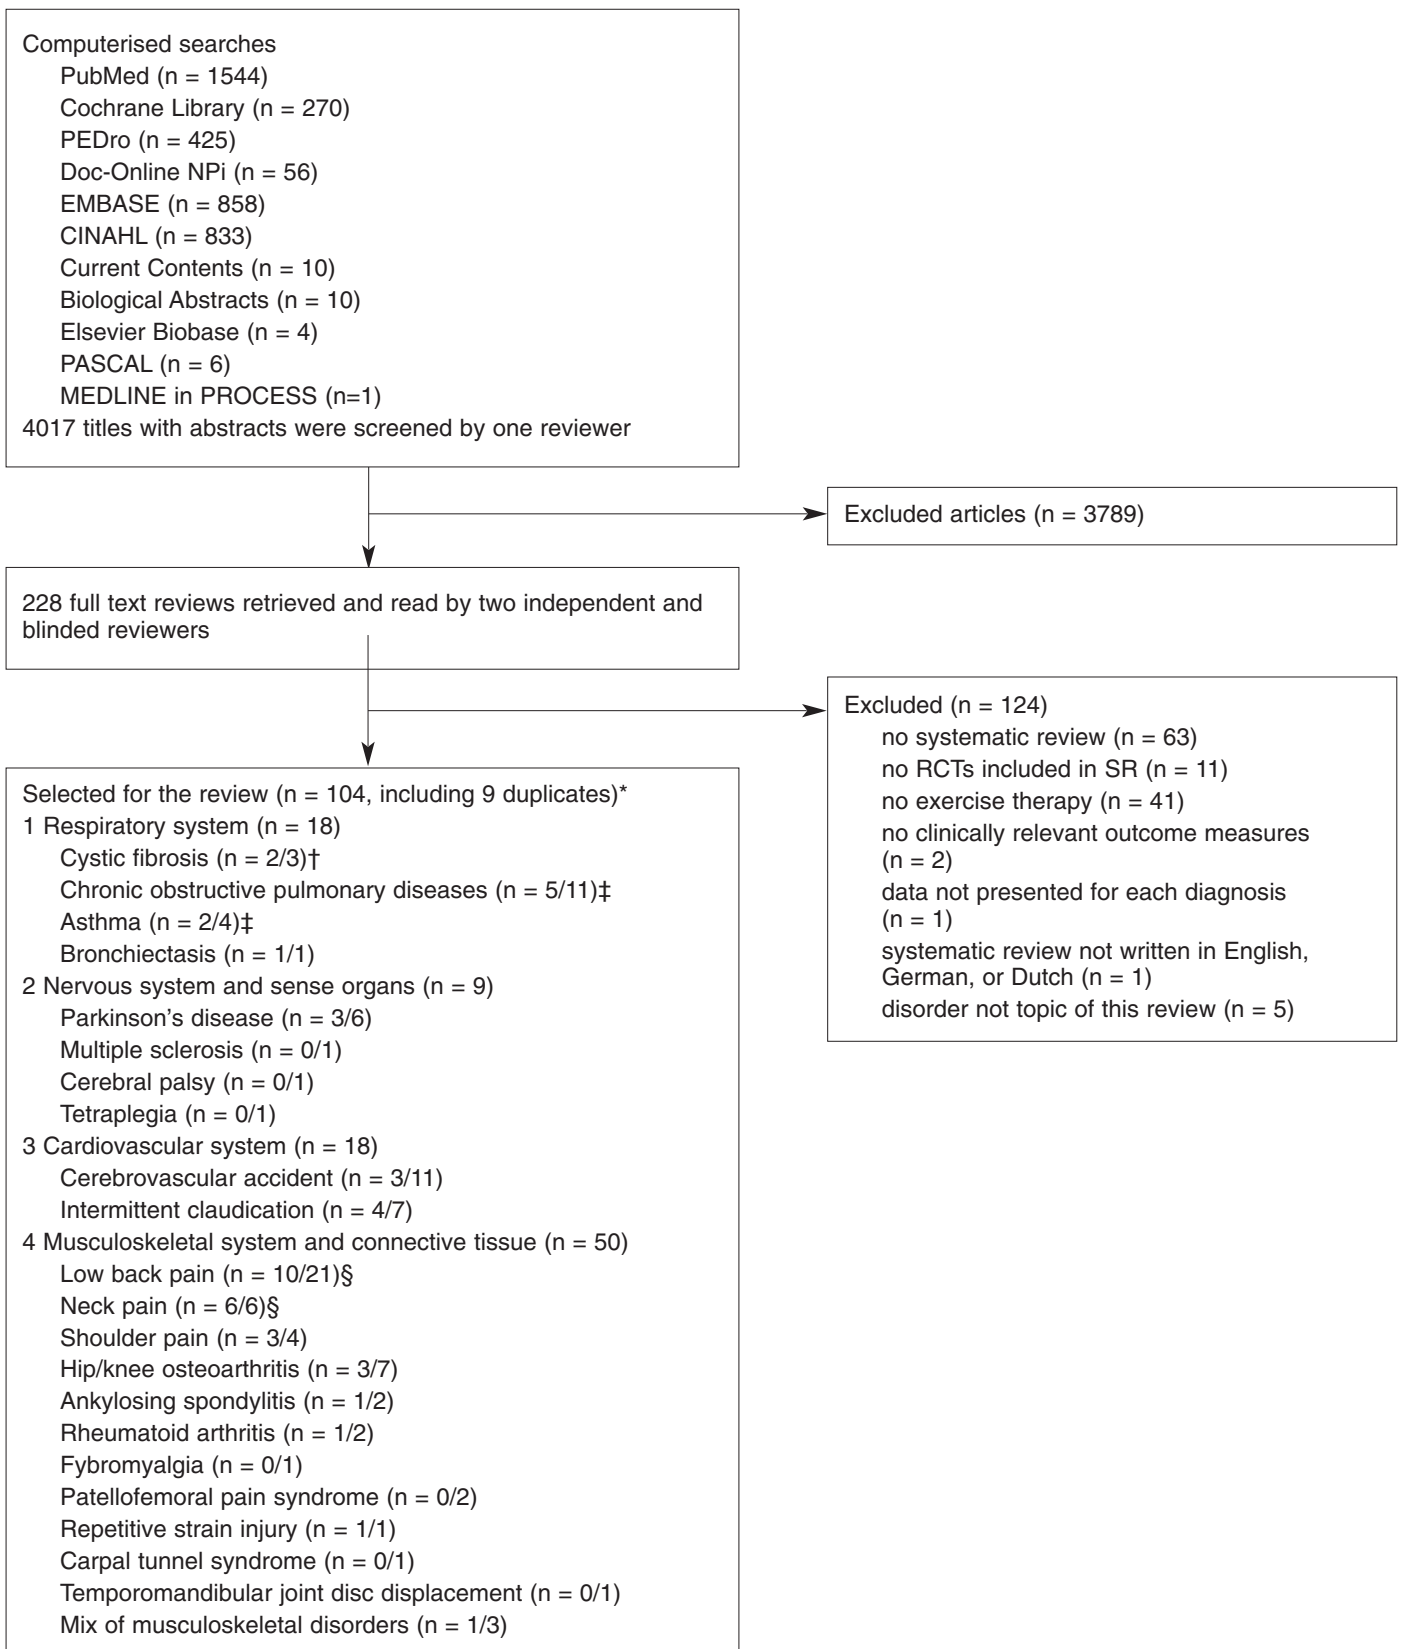 Computerised searches
PubMed (n = 1544)
Cochrane Library (n = 270)
PEDro (n = 425)
Doc-Online NPi (n = 56)
EMBASE (n = 858)
CINAHL (n = 833)
Current Contents (n = 10)
Biological Abstracts (n = 10)
Elsevier Biobase (n = 4)
PASCAL (n = 6)
MEDLINE in PROCESS (n=1)
4017 titles with abstracts were screened by one reviewer
Excluded articles (n = 3789)
228 full text reviews retrieved and read by two independent and
blinded reviewers
Excluded (n = 124)
no systematic review (n = 63)
no RCTs included in SR (n = 11)
no exercise therapy (n = 41)
no clinically relevant outcome measures
(n = 2)
data not presented for each diagnosis
(n = 1)
systematic review not written in English,
German, or Dutch (n = 1)
disorder not topic of this review (n = 5)
Selected for the review (n = 104, including 9 duplicates)*
1 Respiratory system (n = 18)
Cystic fibrosis (n = 2/3)†
Chronic obstructive pulmonary diseases (n = 5/11)‡
Asthma (n = 2/4)‡
Bronchiectasis (n = 1/1)
2 Nervous system and sense organs (n = 9)
Parkinson’s disease (n = 3/6)
Multiple sclerosis (n = 0/1)
Cerebral palsy (n = 0/1)
Tetraplegia (n = 0/1)
3 Cardiovascular system (n = 18)
Cerebrovascular accident (n = 3/11)
Intermittent claudication (n = 4/7)
4 Musculoskeletal system and connective tissue (n = 50)
Low back pain (n = 10/21)§
Neck pain (n = 6/6)§
Shoulder pain (n = 3/4)
Hip/knee osteoarthritis (n = 3/7)
Ankylosing spondylitis (n = 1/2)
Rheumatoid arthritis (n = 1/2)
Fybromyalgia (n = 0/1)
Patellofemoral pain syndrome (n = 0/2)
Repetitive strain injury (n = 1/1)
Carpal tunnel syndrome (n = 0/1)
Temporomandibular joint disc displacement (n = 0/1)
Mix of musculoskeletal disorders (n = 1/3)